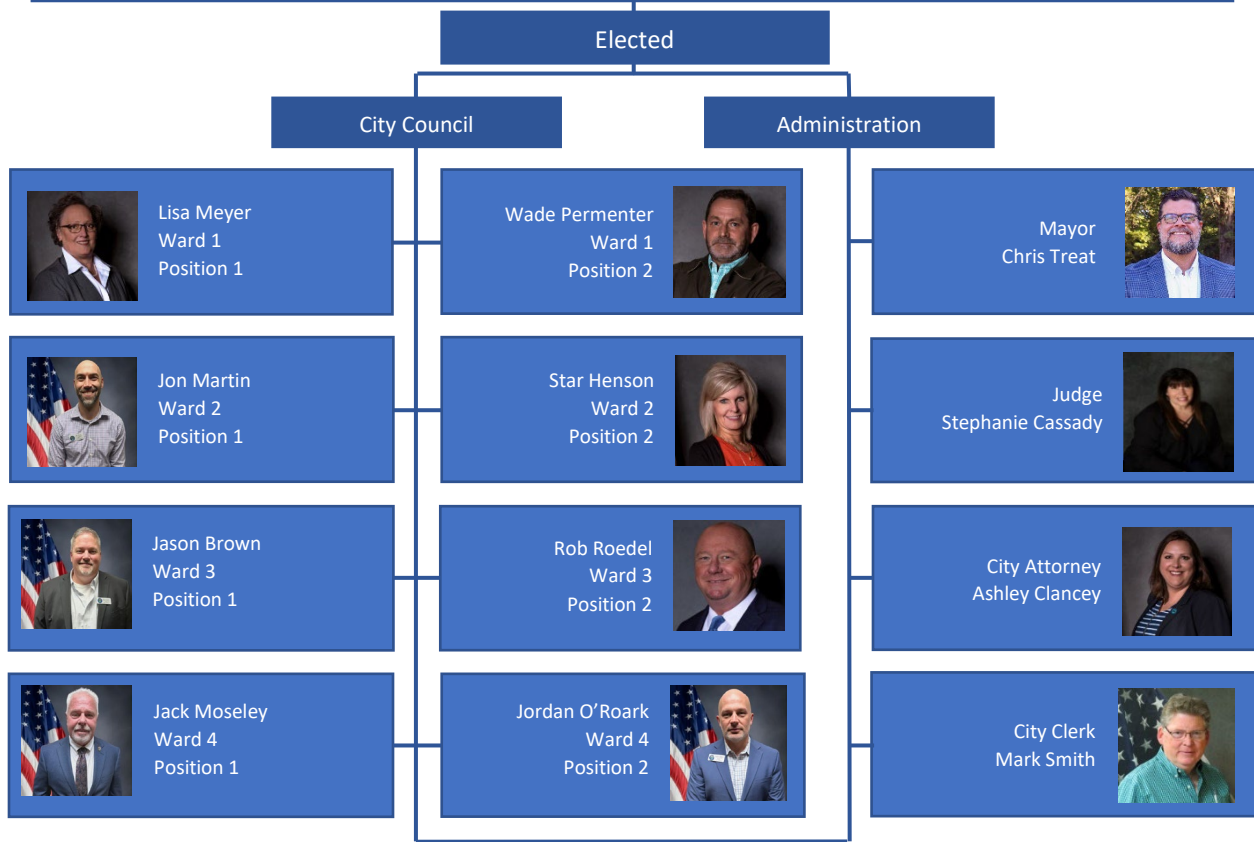 Elected
City Council
Administration
Lisa Meyer
Ward 1
Position 1
Wade Permenter
Ward 1
Position 2
Mayor
Chris Treat
Jon Martin
Ward 2
Position 1
Star Henson
Ward 2
Position 2
Judge
Stephanie Cassady
Jason Brown
Ward 3
Position 1
Rob Roedel
Ward 3
Position 2
City Attorney
Ashley Clancey
Jack Moseley
Ward 4
Position 1
Jordan O’Roark
Ward 4
Position 2
City Clerk
Mark Smith